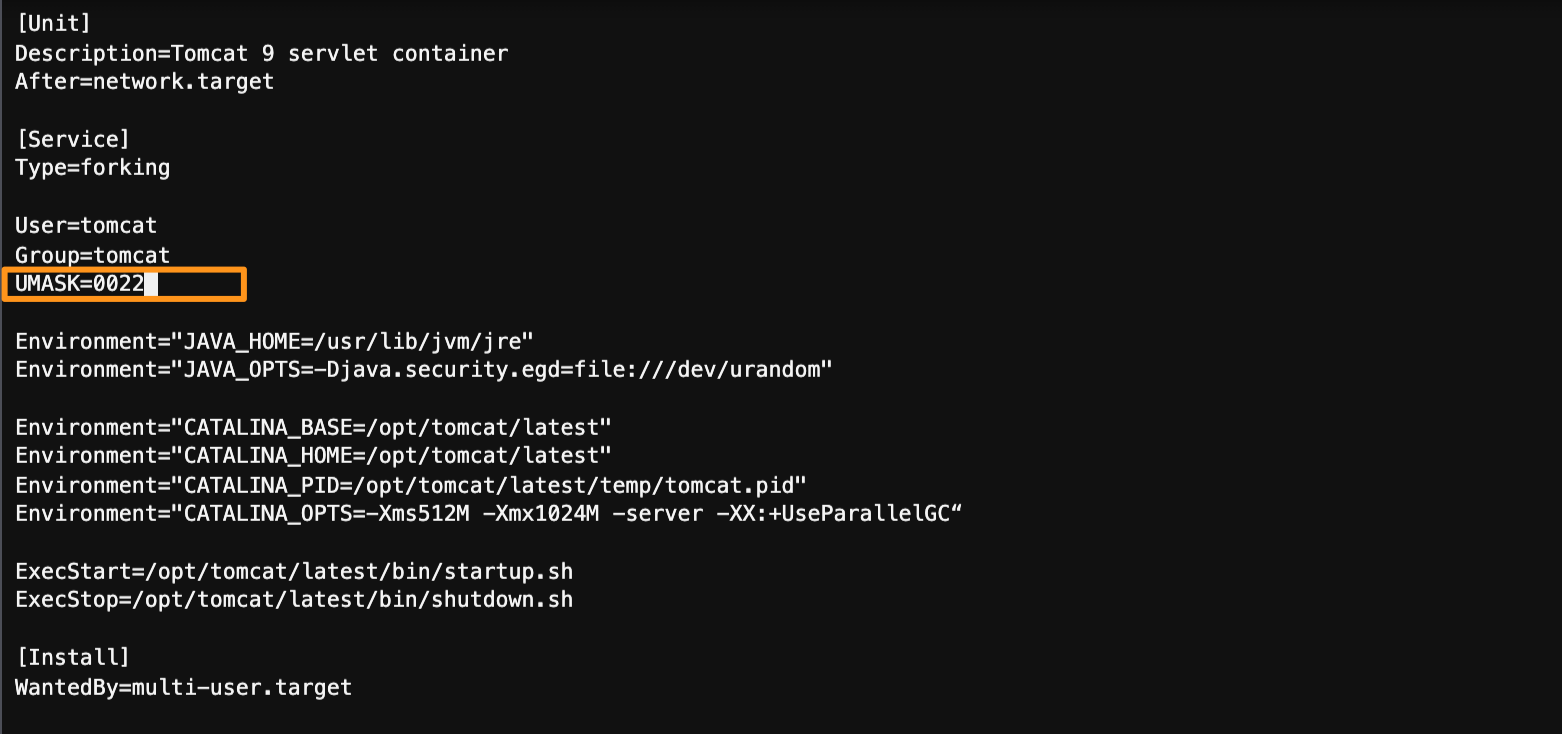 [Unit]
Description=Tomcat 9 servlet container
After=network.target
[Service]
Type=forking
User=tomcat
Group=tomcat
UMASK=0022
Environment="JAVA_HOME=/usr/lib/jvm/jre"
Environment="JAVA_OPTS=-Djava.security.egd=file:///dev/urandom"
Environment="CATALINA_BASE=/opt/tomcat/latest"
Environment="CATALINA_HOME=/opt/tomcat/latest"
Environment="CATALINA_PID=/opt/tomcat/latest/temp/tomcat.pid"
Environment="CATALINA_OPTS=-Xms512M -Xmx1024M -server -XX:+UseParallelGC“
ExecStart=/opt/tomcat/latest/bin/startup.sh
ExecStop=/opt/tomcat/latest/bin/shutdown.sh
[Install]
WantedBy=multi-user.target